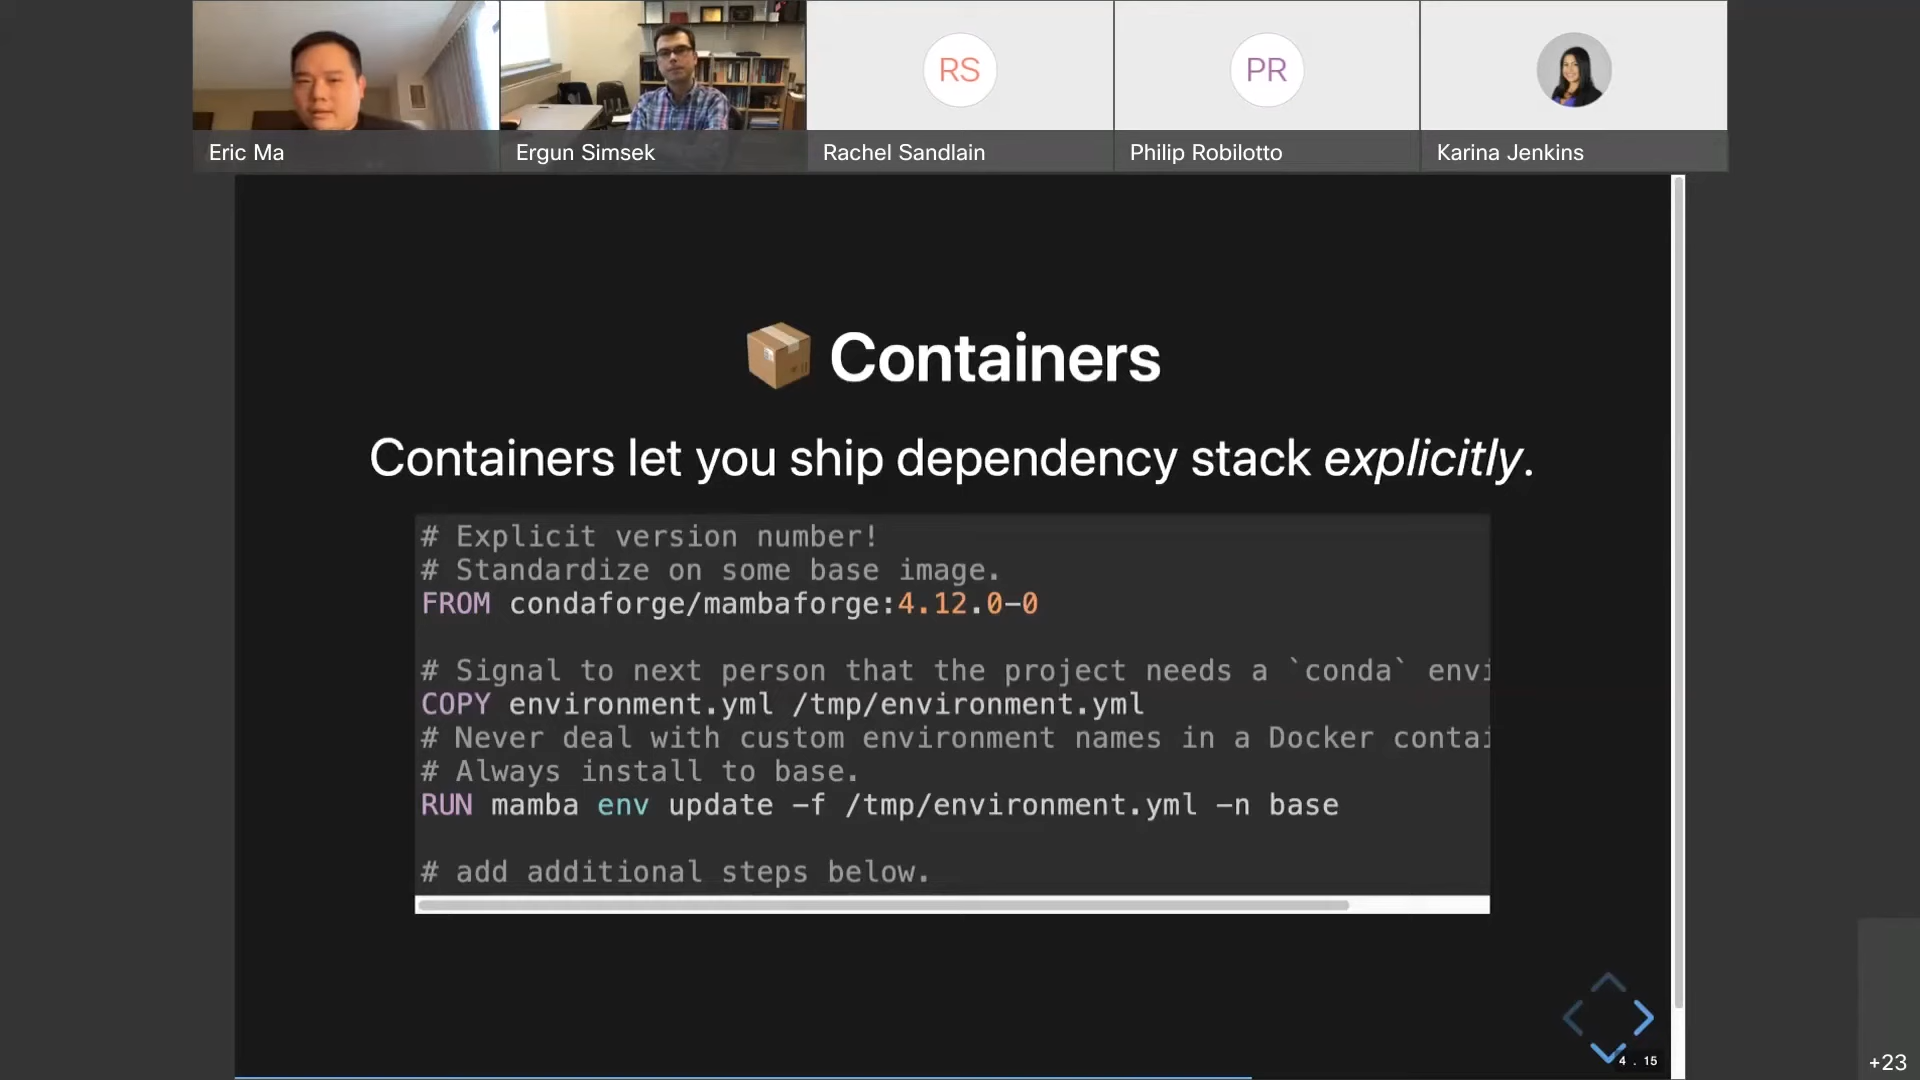 RS
PR
Eric Ma
Ergun Simsek
Rachel Sandlain
Philip Robilotto
Karina Jenkins
Containers
Containers let you ship dependency stack explicitly.
# Explicit version number!
# Standardize on some base image.
FROM condaforge/mambaforge:4.12.0-0
# Signal to next person that the project needs a `conda` envi
COPY environment.yml /tmp/environment.yml
# Never deal with custom environment names in a Docker contai
# Always install to base.
RUN mamba env update -f /tmp/environment.yml -n base
# add additional steps below.
4 . 15
+23